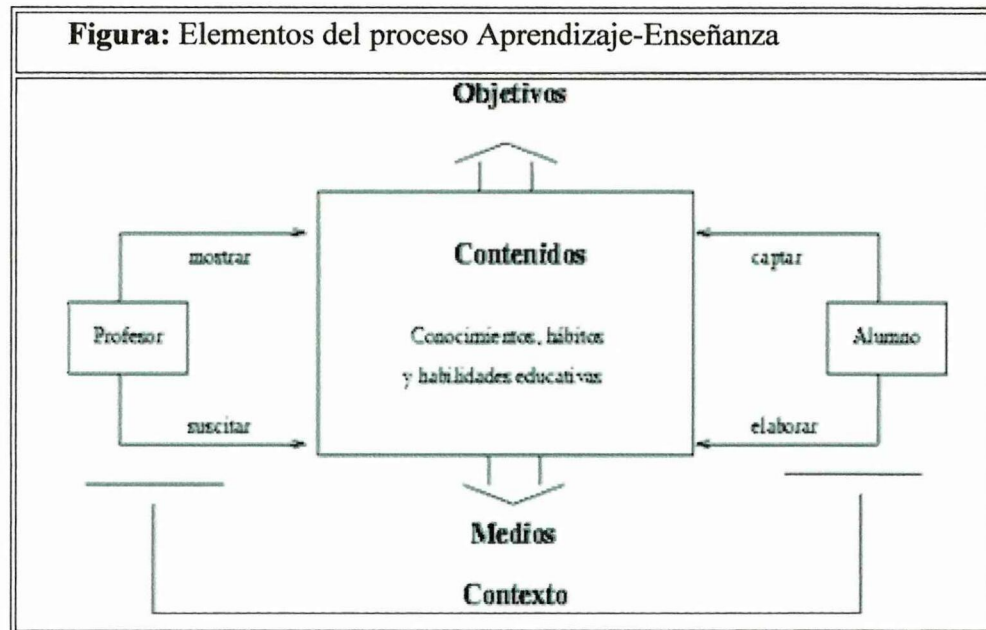 Figura: Elementos del proceso Aprendizaje-Enseñanza
Objetivos
mostrar
Contenidos
captar
Profesor
Conocimientos, hábitos
y habilidades educativas
Alumno
suscitar
elaborar
Medios
Contexto